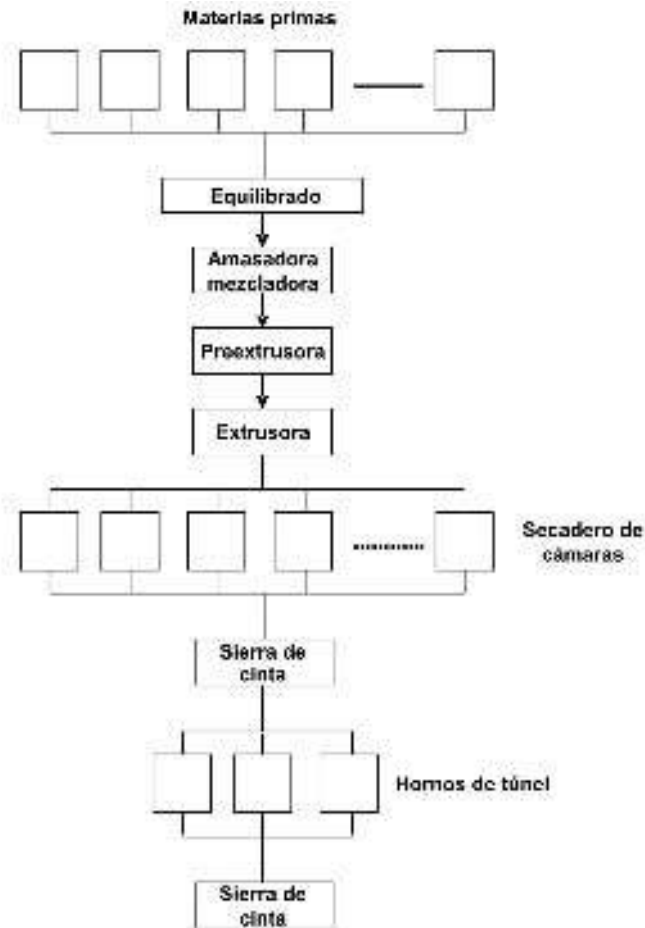 Materias primas
Equilibrado
Amasadora
mezcladora
Preextrusora
Extrusora
Secadero de
cámaras
Sierra de
cinta
Hornos de túnel
Sierra de
cinta